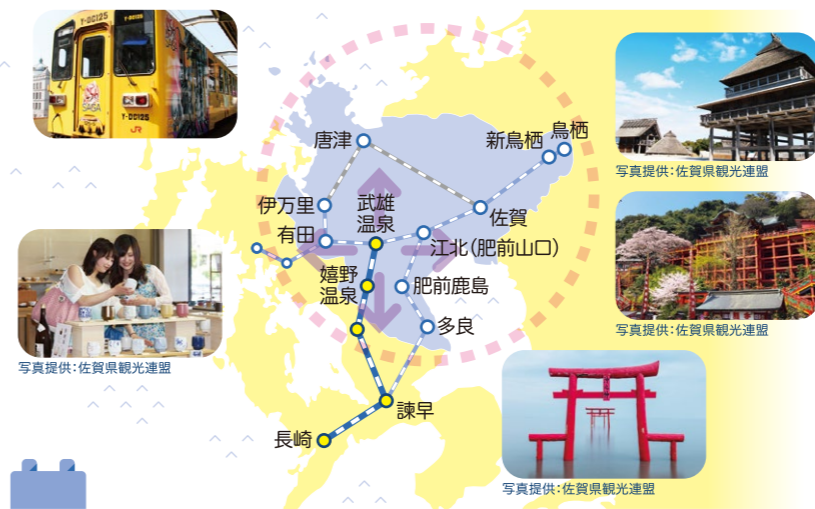 Y-DC125
SAGA
Y-DC125
JR
唐津
新鳥栖
鳥栖
写真提供：佐賀県観光連盟
伊万里
武雄
温泉
佐賀
有田
江北（肥前山口）
嬉野
温泉
肥前鹿島
写真提供：佐賀県観光連盟
多良
写真提供：佐賀県観光連盟
諫早
長崎
写真提供：佐賀県観光連盟